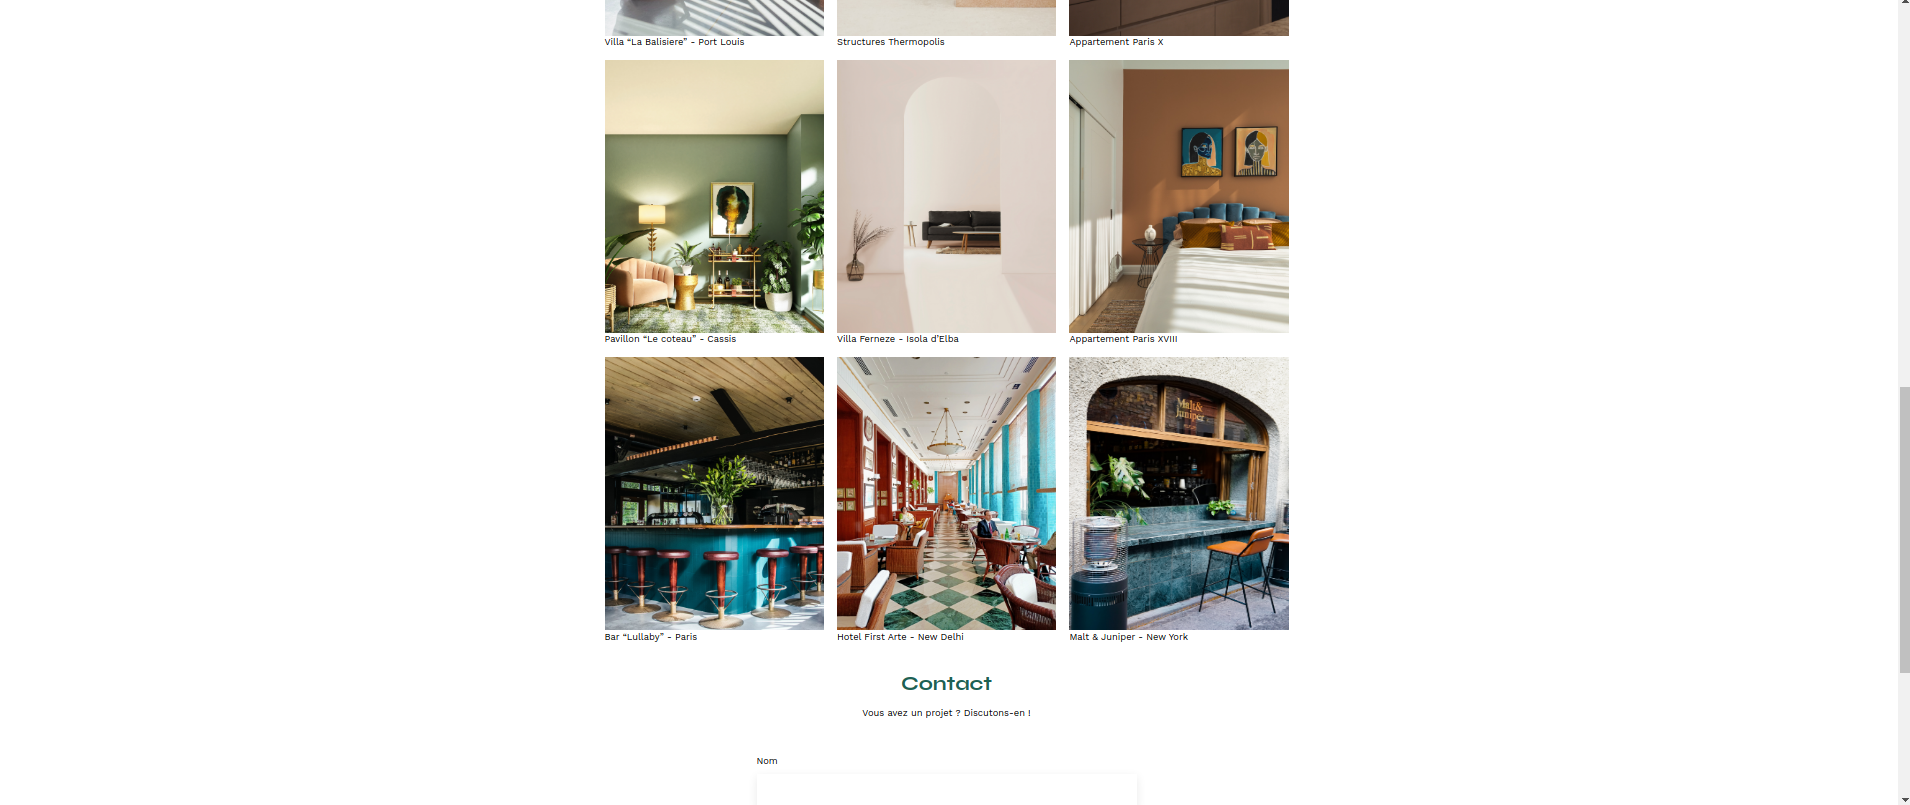 Villa “La Balisiere” - Port Louis
Structures Thermopolis
Appartement Paris X
Pavillon “Le coteau” - Cassis
Villa Ferneze - Isola d’Elba
Appartement Paris XVIII
Malt &
Juniper
Bar “Lullaby” - Paris
Hotel First Arte - New Delhi
Malt & Juniper - New York
Contact
Vous avez un projet ? Discutons-en !
Nom